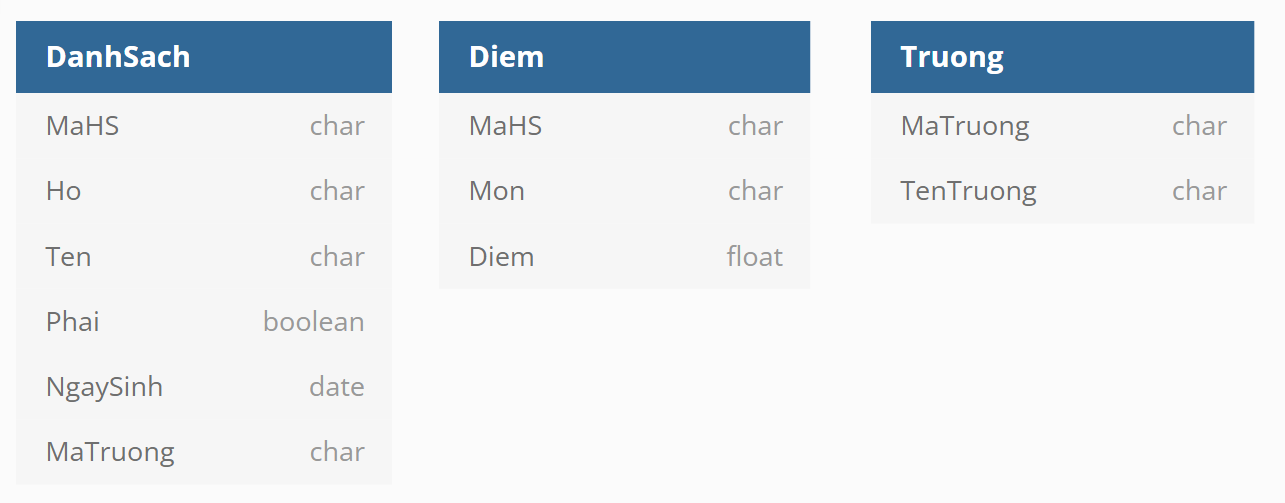 DanhSach
MaHS char
Ho char
Ten char
Phai boolean
NgaySinh date
MaTruong char
Diem
MaHS char
Mon char
Diem float
Truong
MaTruong char
TenTruong char